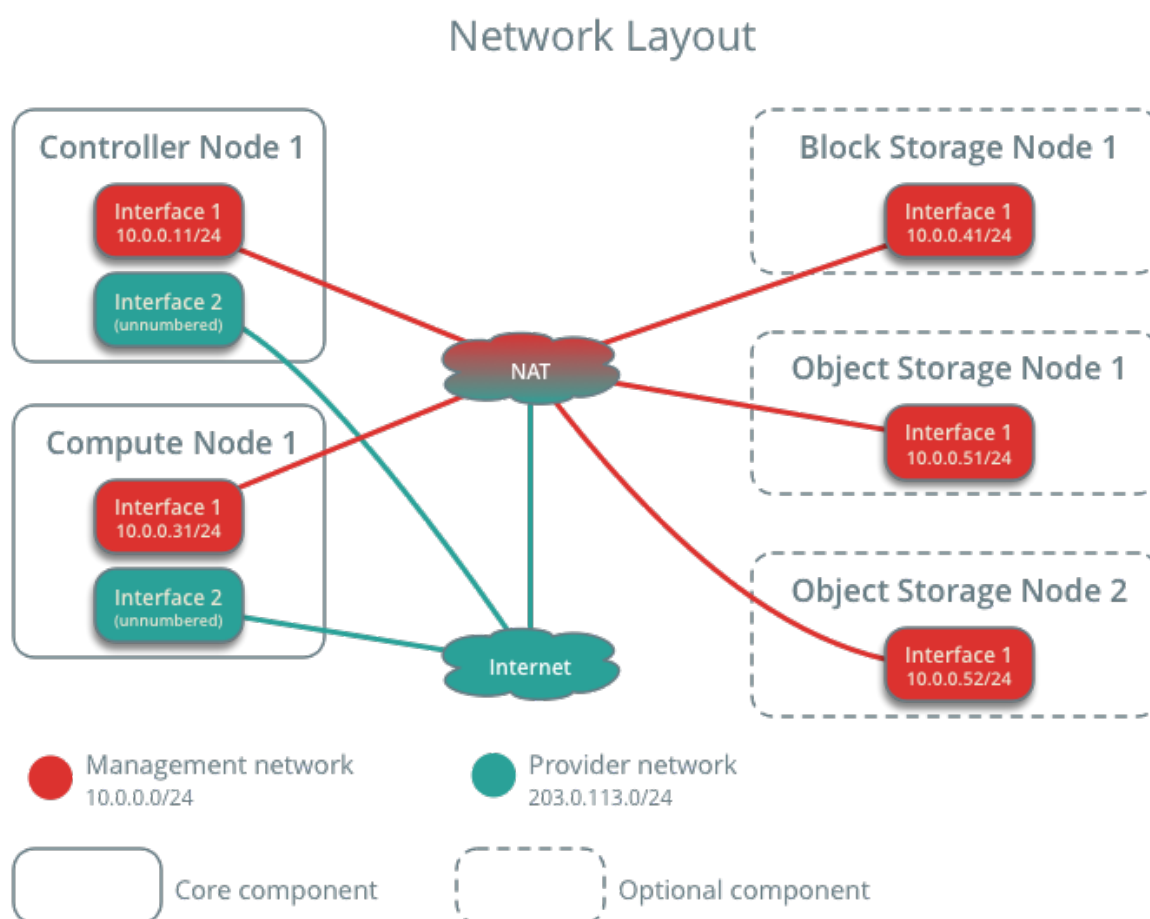 Network Layout
Controller Node 1
Interface 1
10.0.0.11/24
Interface 2
(unnumbered)
Compute Node 1
Interface 1
10.0.0.31/24
Interface 2
(unnumbered)
NAT
Internet
Block Storage Node 1
Interface 1
10.0.0.41/24
Object Storage Node 1
Interface 1
10.0.0.51/24
Object Storage Node 2
Interface 1
10.0.0.52/24
Management network
10.0.0.0/24
Provider network
203.0.113.0/24
Core component
Optional component